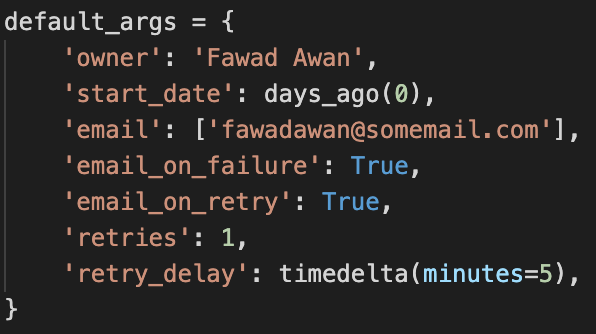 default_args = {
    'owner': 'Fawad Awan',
    'start_date': days_ago(0),
    'email': ['fawadawan@somemail.com'],
    'email_on_failure': True,
    'email_on_retry': True,
    'retries': 1,
    'retry_delay': timedelta(minutes=5),
}